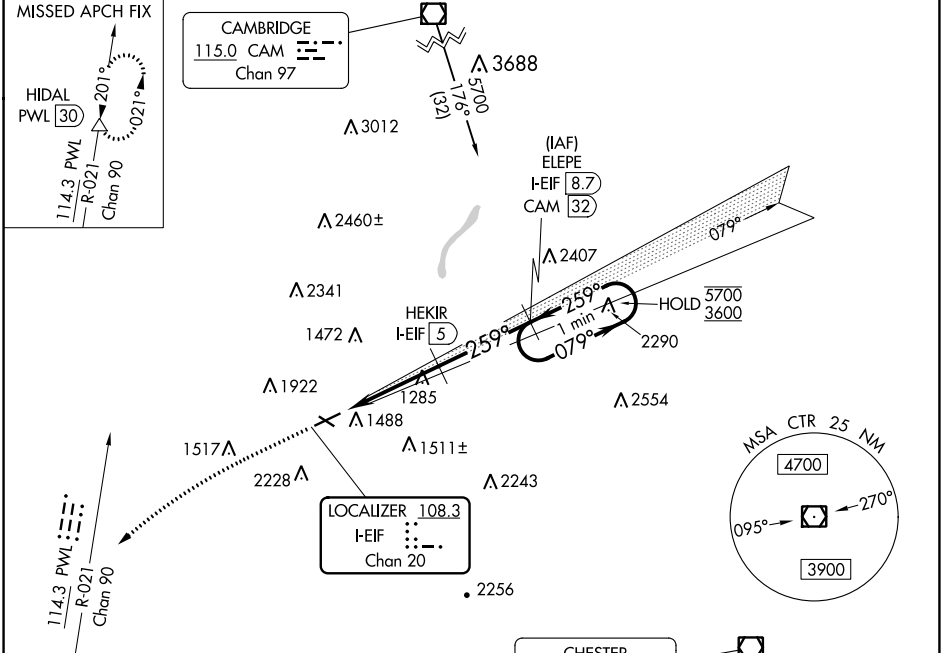 MISSED APCH FIX
HIDAL
PWL 30
201°
021°
114.3 PWL
R-021
Chan 90
CAMBRIDGE
115.0 CAM
Chan 97
5700
176°
(32)
3688
3012
(IAF)
ELEPE
I-EIF 8.7
CAM 32
2460±
2407
079°
2341
HEKIR
I-EIF 5
259°
259°
1 min
079°
HOLD 5700
3600
2290
1472
1922
1285
1488
2554
1517
1511±
2228
2243
LOCALIZER 108.3
I-EIF
Chan 20
2256
MSA CTR 25 NM
4700
095°
270°
3900
114.3 PWL
R-021
Chan 90
CHESTER